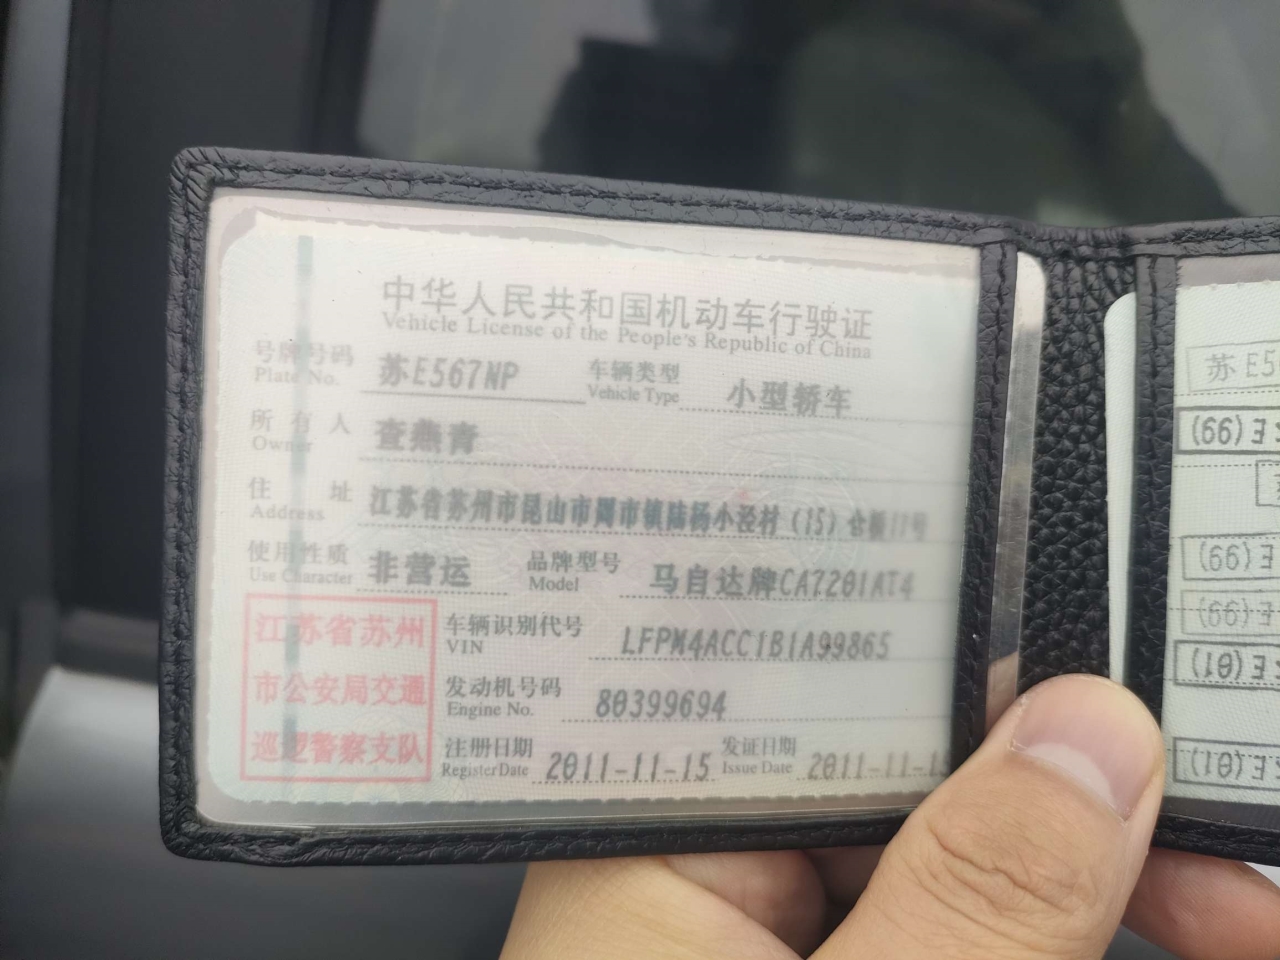 中华人民共和国机动车行驶证
Vehicle License of the People's Republic of China
号牌号码 苏E567NP 车辆类型 小型轿车
Plate No. Vehicle Type
所有人 查燕青
Owner
住址 江苏省苏州市昆山市周市镇陆杨小泾村(15)仓
Address
使用性质 非营运 品牌型号 马自达牌CA7201AT4
Use Character Model
江苏省苏州
市公安局交通
巡逻警察支队
车辆识别代号 LFPM4ACC1B1A99865
VIN
发动机号码 80399694
Engine No.
注册日期 2011-11-15 发证日期 2011-11-1
Register Date Issue Date
苏E5